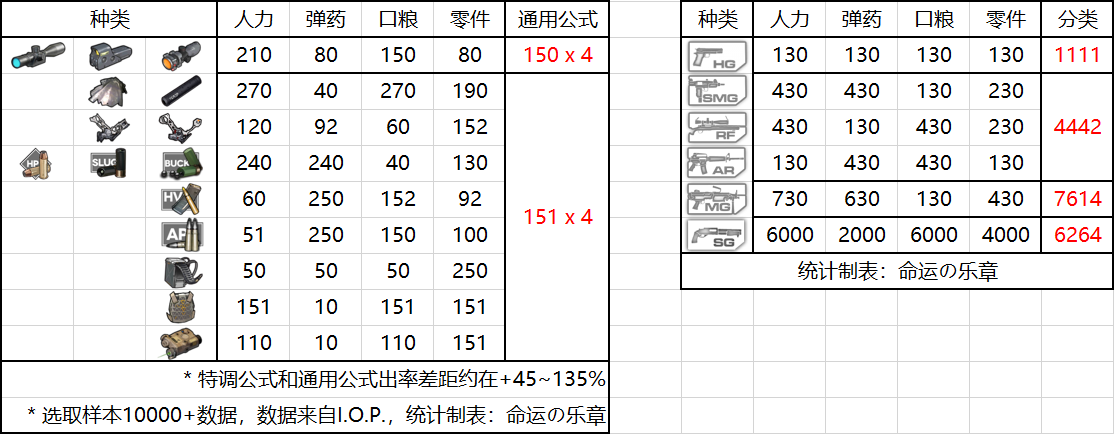 种类 人力 弹药 口粮 零件 通用公式
210 80 150 80 150 x 4
270 40 270 190
120 92 60 152
HP SLUG BUCK 240 240 40 130
HV 60 250 152 92
151 x 4
AP 51 250 150 100
50 50 50 250
151 10 151 151
110 10 110 151
* 特调公式和通用公式出率差距约在+45~135%
* 选取样本10000+数据，数据来自I.O.P.，统计制表：命运の乐章
种类 人力 弹药 口粮 零件 分类
HG 130 130 130 130 1111
SMG 430 430 130 230
RF 430 130 430 230 4442
AR 130 430 430 130
MG 730 630 130 430 7614
SG 6000 2000 6000 4000 6264
统计制表：命运の乐章